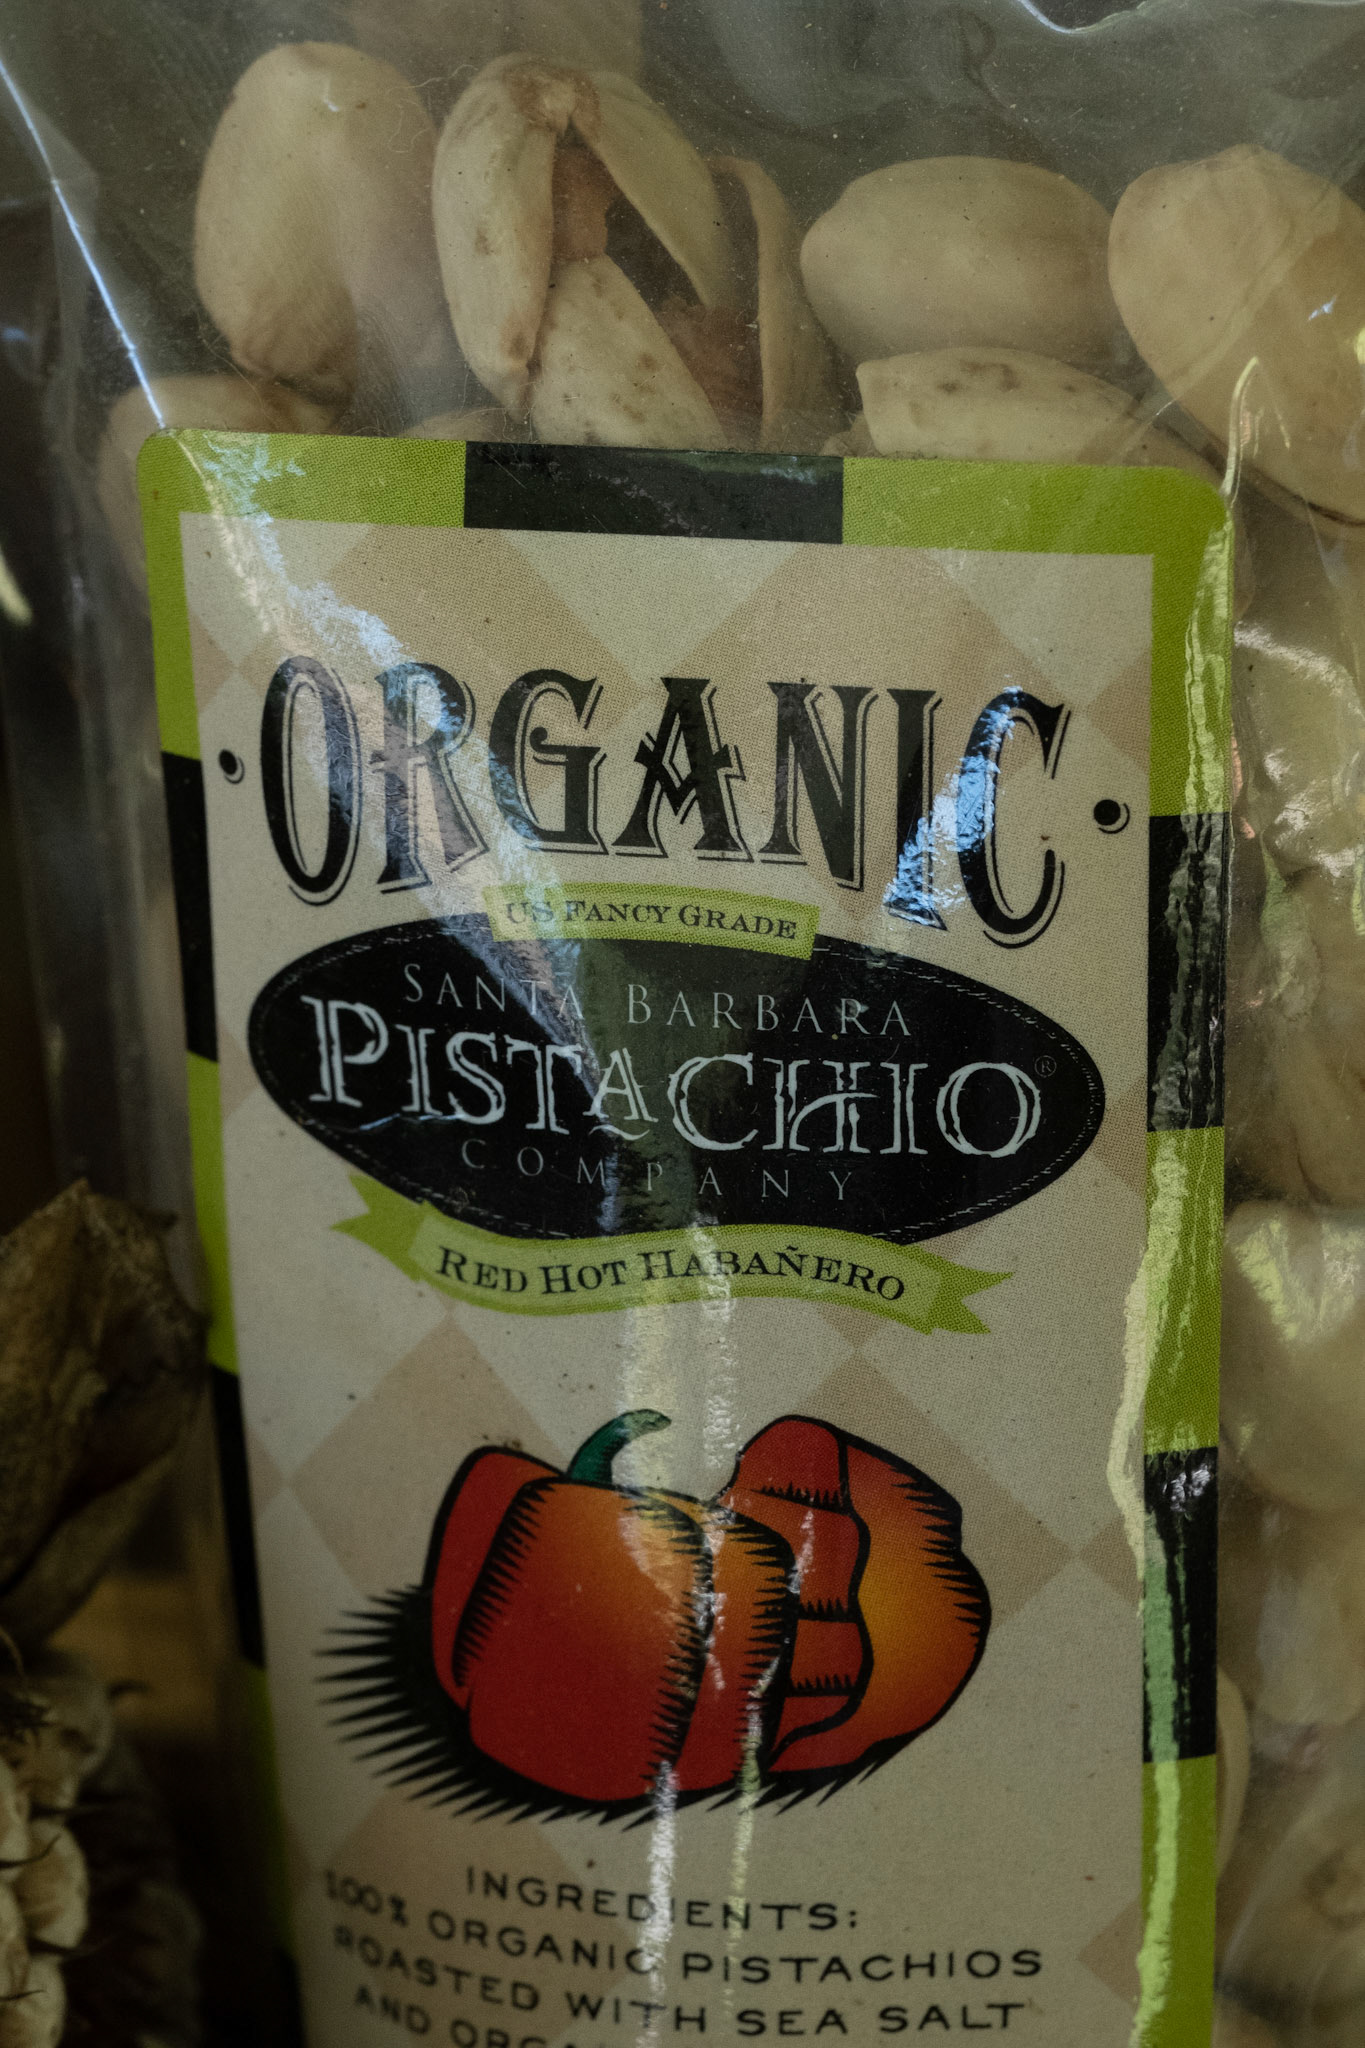 ORGANIC
US FANCY GRADE
SANTA BARBARA
PISTACHIO®
COMPANY
RED HOT HABAÑERO
INGREDIENTS:
100% ORGANIC PISTACHIOS
ROASTED WITH SEA SALT
AND